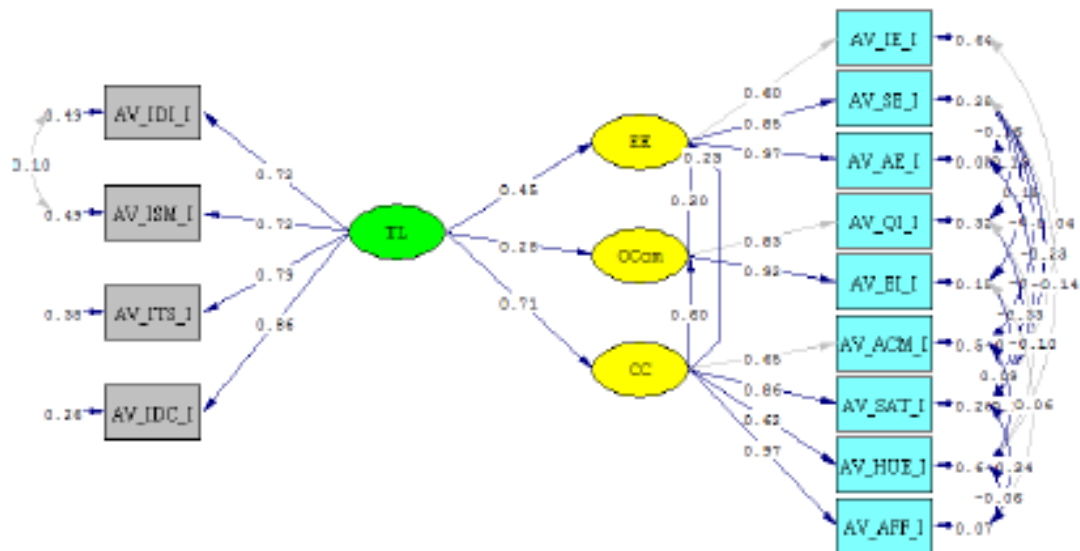 AV_IE_I
0.64
AV_SE_I
AV_IDI_I
0.49
0.60
0.85
0.72
EE
0.23
0.97
AV_AE_I
0.10
0.45
0.20
AV_ISM_I
0.49
0.72
TL
0.28
0.83
AV_QI_I
0.32
OCom
0.92
AV_EI_I
0.79
0.71
0.60
AV_ITS_I
0.38
0.86
CC
0.65
AV_ACM_I
0.86
AV_SAT_I
AV_IDC_I
0.26
0.97
AV_HUE_I
AV_AFF_I
0.07
-0.23
-0.14
-0.33
-0.10
0.06
-0.06